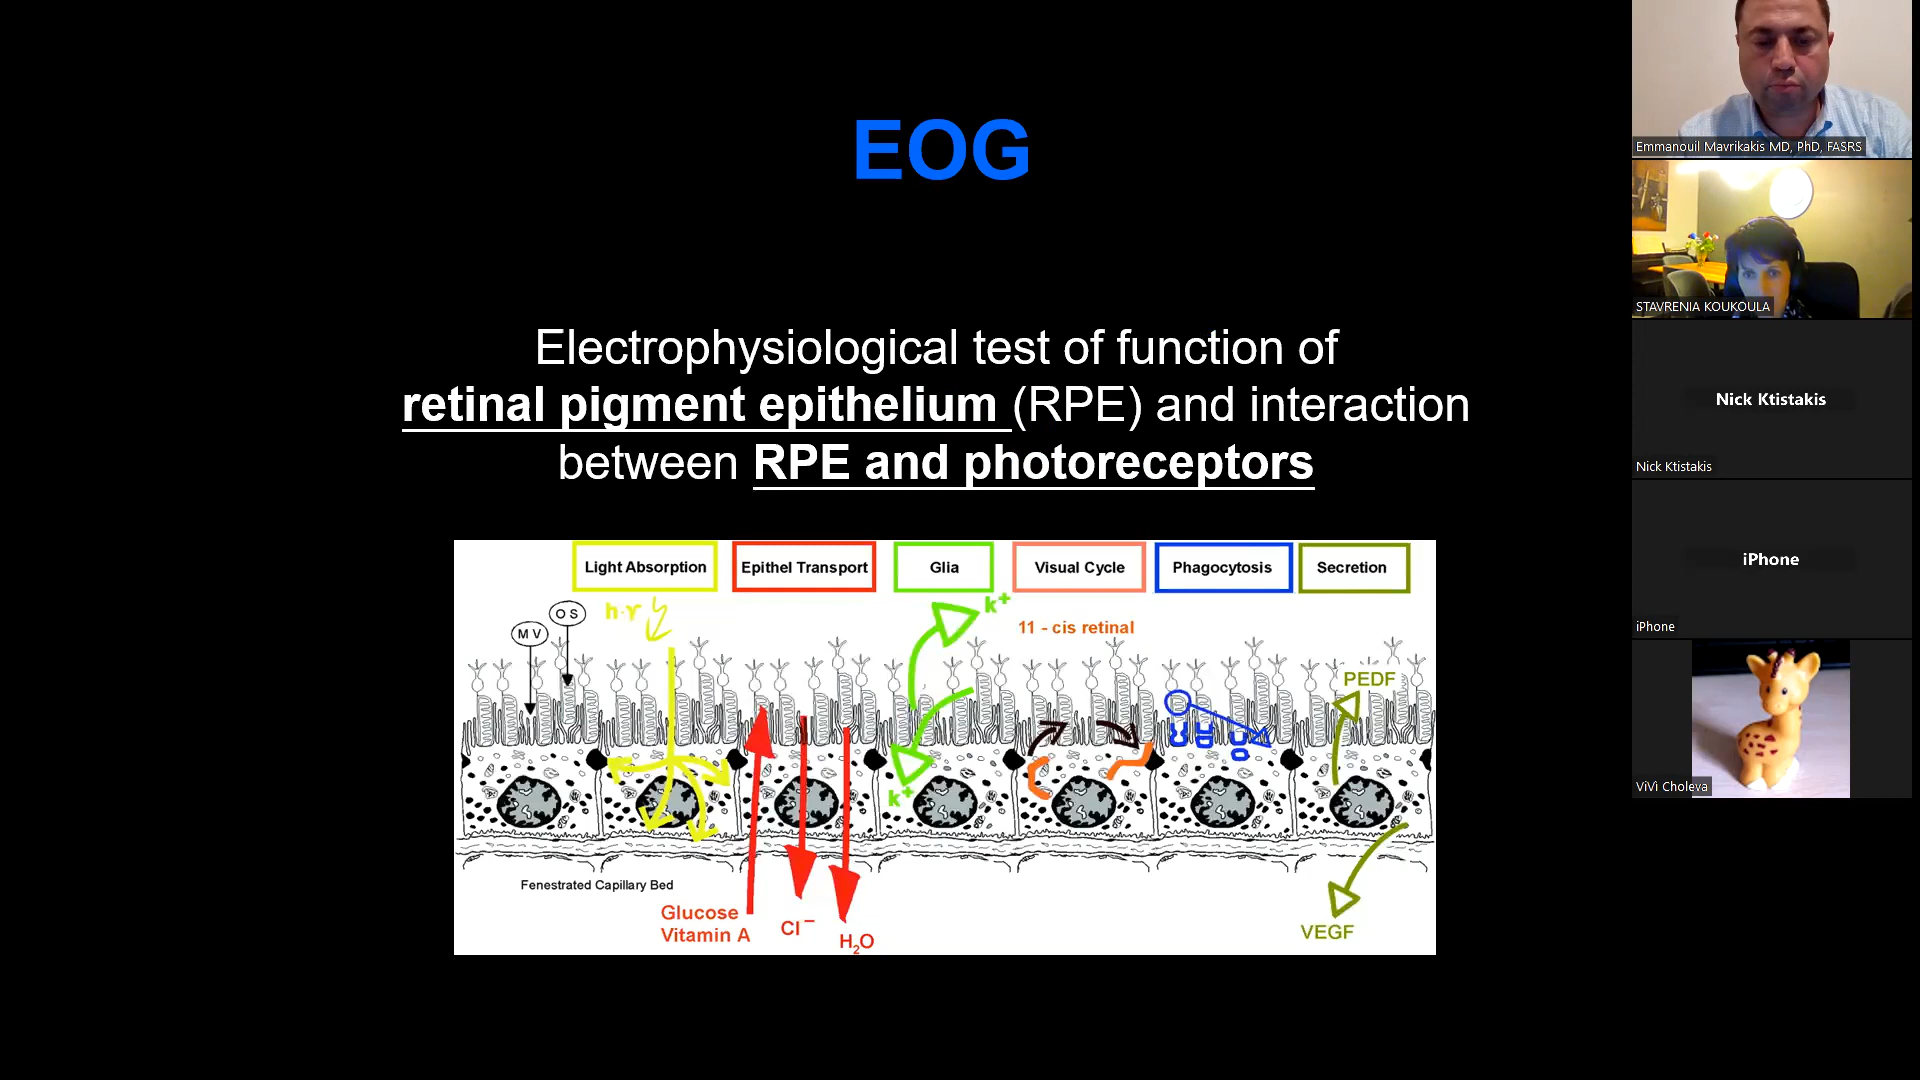 EOG
Electrophysiological test of function of
retinal pigment epithelium (RPE) and interaction
between RPE and photoreceptors
Light Absorption
Epithel Transport
Glia
Visual Cycle
Phagocytosis
Secretion
MV
OS
h·γ
k+
11 - cis retinal
PEDF
k+
Fenestrated Capillary Bed
Glucose
Vitamin A
Cl −
H2O
VEGF
Emmanouil Mavrikakis MD, PhD, FASRS
STAVRENIA KOUKOULA
Nick Ktistakis
Nick Ktistakis
iPhone
iPhone
ViVi Choleva